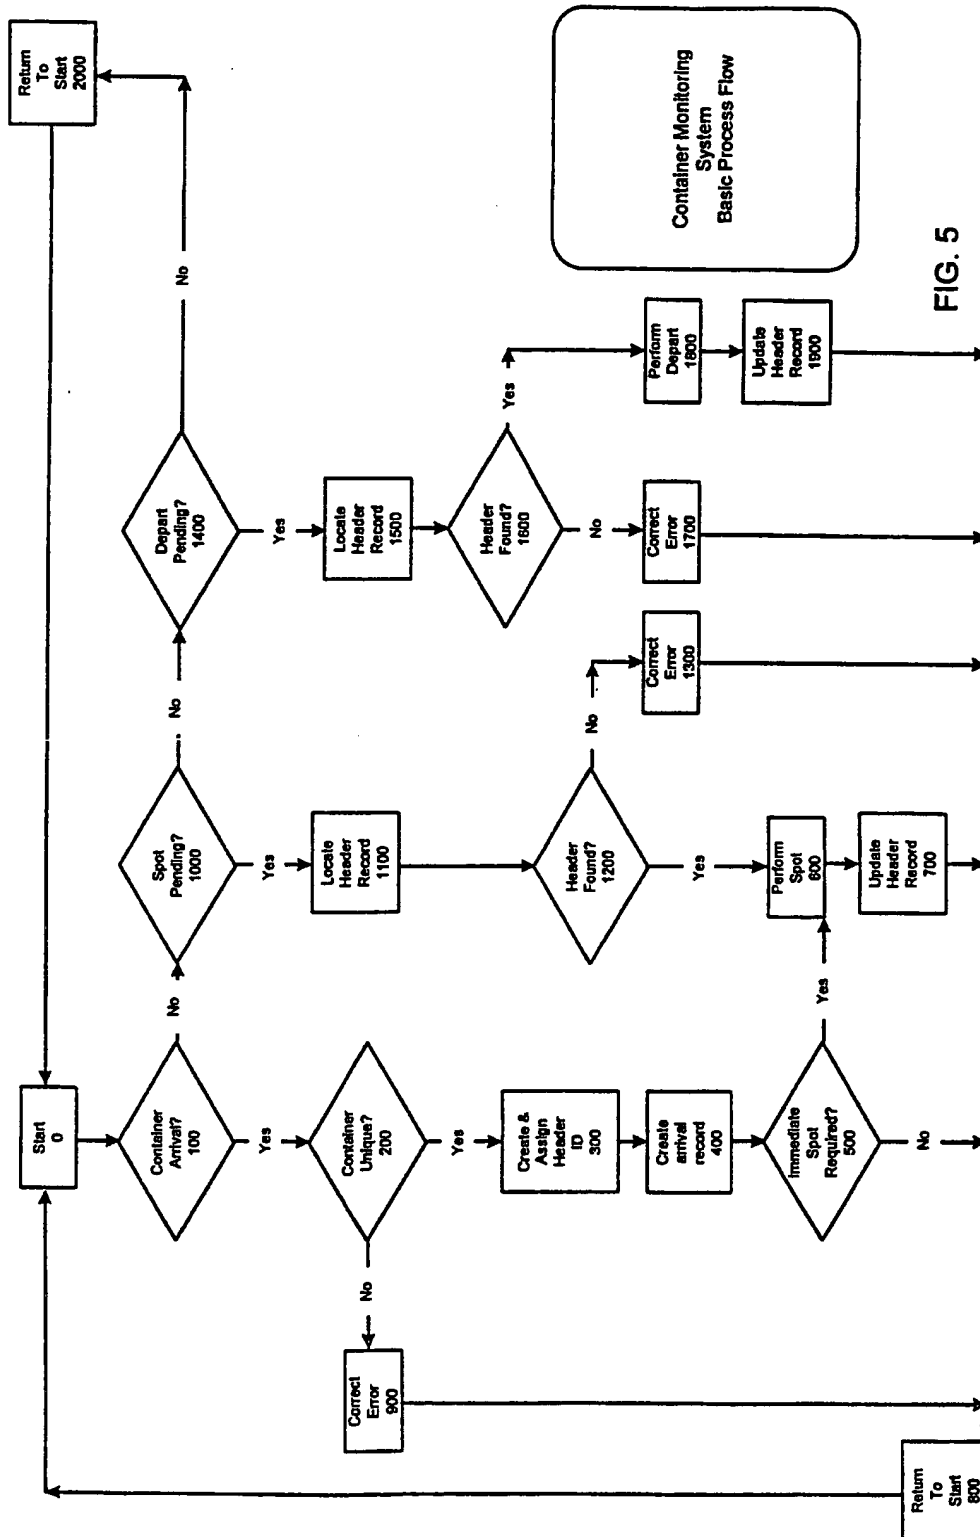 Return
To
Start
2000
Start
0
Container
Arrival?
100
No
Spot
Pending?
1000
No
Depart
Pending?
1400
No
Yes
Yes
Yes
Container
Unique?
200
Locate
Header
Record
1100
Locate
Header
Record
1500
No
Yes
Correct
Error
900
Create &
Assign
Header
ID
300
Header
Found?
1200
Header
Found?
1600
Yes
No
No
Create
arrival
record
400
Correct
Error
1300
Correct
Error
1700
Perform
Depart
1800
Yes
Immediate
Spot
Required?
500
Yes
Perform
Spot
600
Update
Header
Record
1900
No
Update
Header
Record
700
Return
To
Start
800
Container Monitoring
System
Basic Process Flow
FIG. 5